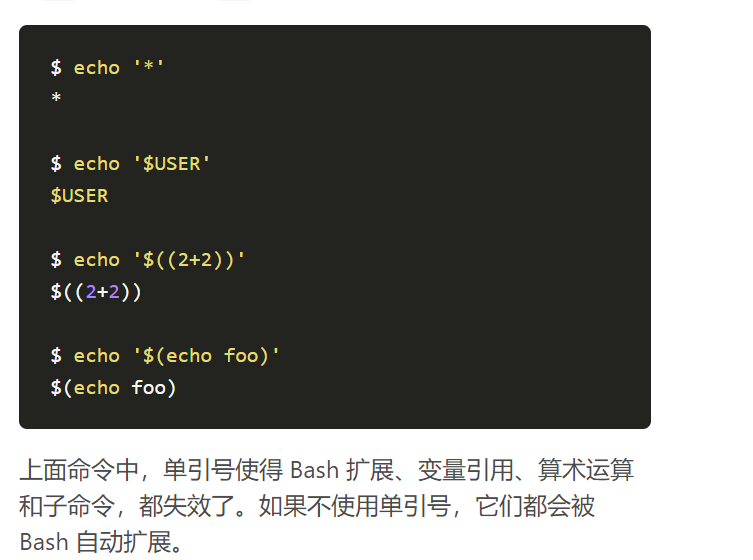 $ echo '*'
*
$ echo '$USER'
$USER
$ echo '$((2+2))'
$((2+2))
$ echo '$(echo foo)'
$(echo foo)
上面命令中，单引号使得 Bash 扩展、变量引用、算术运算
和子命令，都失效了。如果不使用单引号，它们都会被
Bash 自动扩展。